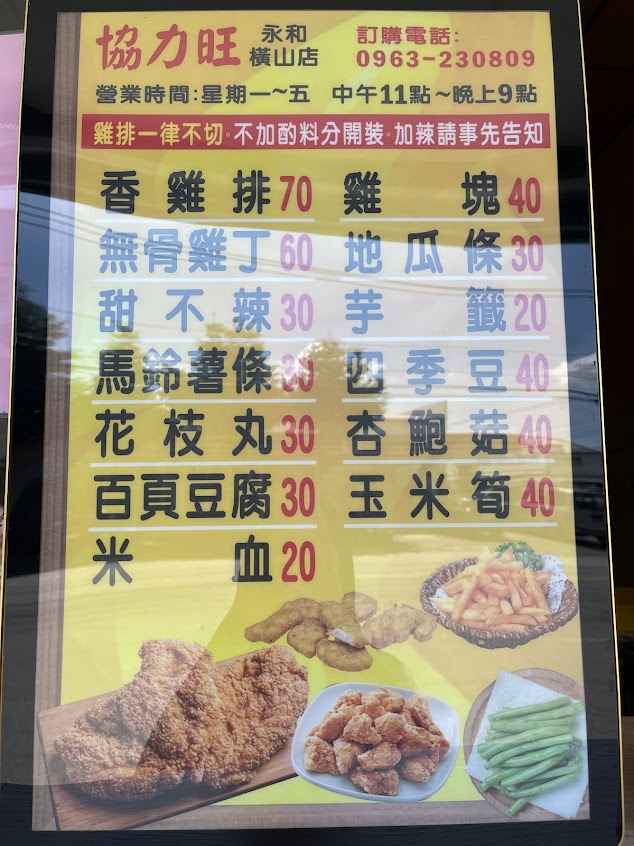 協力旺 永和橫山店
訂購電話:
0963-230809
營業時間:星期一~五 中午11點~晚上9點
雞排一律不切。不加酌料分開裝。加辣請事先告知
香雞排70 雞塊40
無骨雞丁60 地瓜條30
甜不辣30 芋籤20
馬鈴薯條30 四季豆40
花枝丸30 杏鮑菇40
百頁豆腐30 玉米筍40
米血20